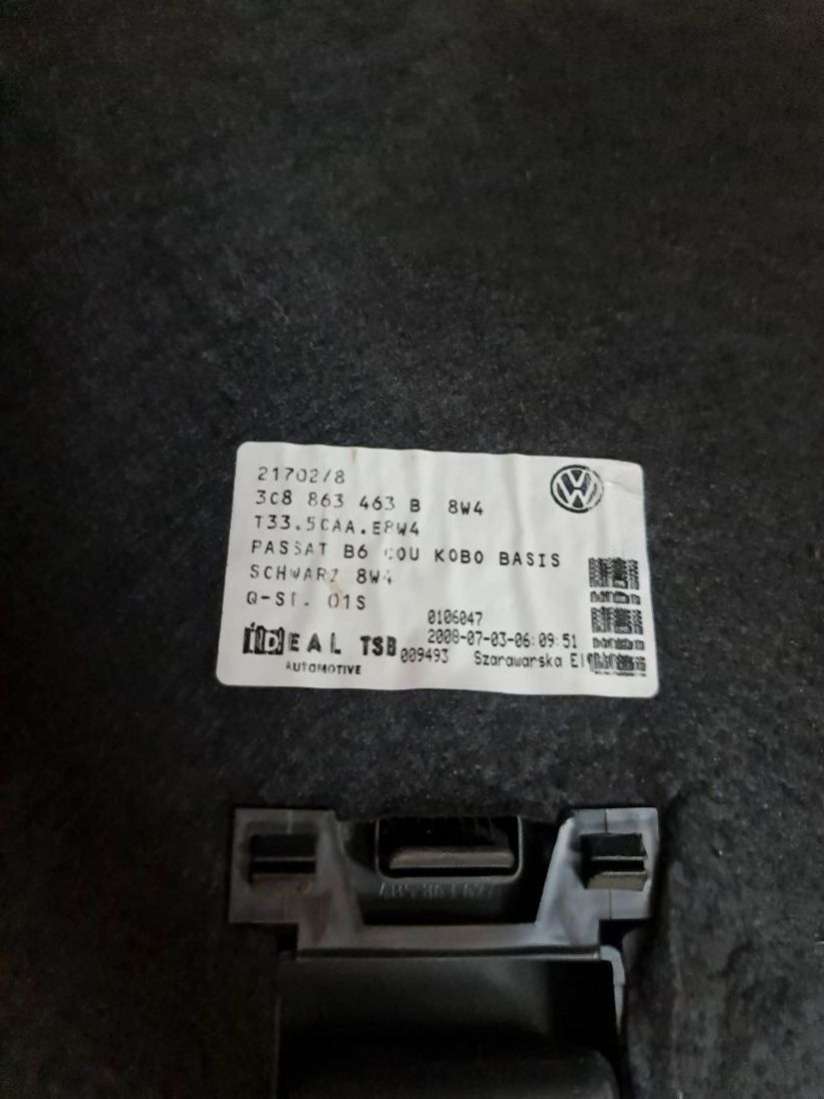 21702/8
3C8 863 463 B 8W4
T33.5CAA.E8W4
PASSAT B6 COU KOBO BASIS
SCHWARZ 8W4
Q-ST. 01S
0106047
IDEAL TSB 2008-07-03-06:09:51
AUTOMOTIVE 009493 Szarawarska